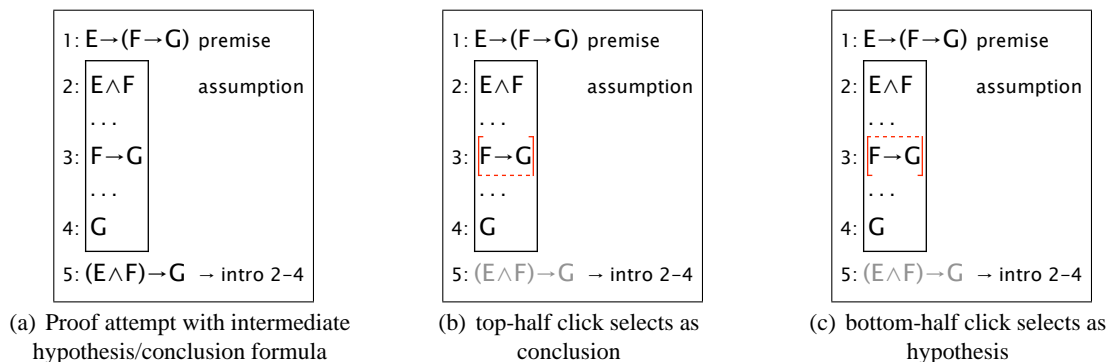 1: E→(F→G) premise
2: E∧F assumption
. . .
3: F→G
. . .
4: G
5: (E∧F)→G → intro 2–4
(a) Proof attempt with intermediate
hypothesis/conclusion formula
1: E→(F→G) premise
2: E∧F assumption
. . .
3: F→G
. . .
4: G
5: (E∧F)→G → intro 2–4
(b) top-half click selects as
conclusion
1: E→(F→G) premise
2: E∧F assumption
. . .
3: F→G
. . .
4: G
5: (E∧F)→G → intro 2–4
(c) bottom-half click selects as
hypothesis